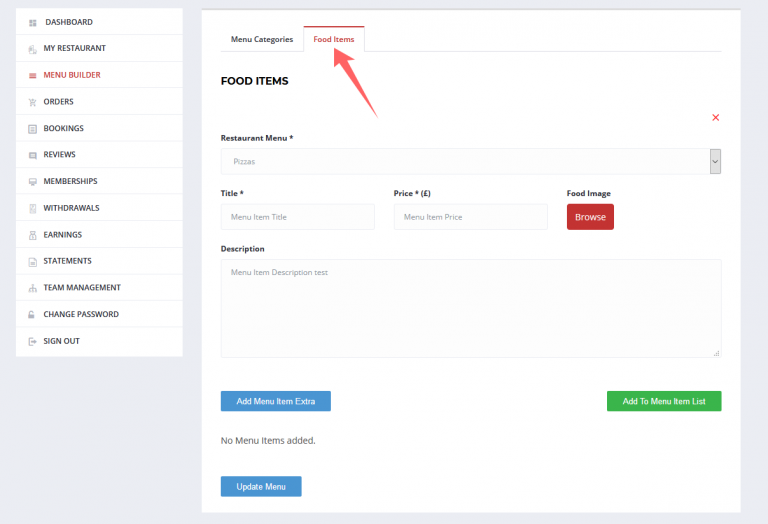 DASHBOARD
MY RESTAURANT
MENU BUILDER
ORDERS
BOOKINGS
REVIEWS
MEMBERSHIPS
WITHDRAWALS
EARNINGS
STATEMENTS
TEAM MANAGEMENT
CHANGE PASSWORD
SIGN OUT
Menu Categories Food Items
FOOD ITEMS
Restaurant Menu *
Pizzas
Title * Price * (£) Food Image
Menu Item Title Menu Item Price Browse
Description
Menu Item Description test
Add Menu Item Extra Add To Menu Item List
No Menu Items added.
Update Menu